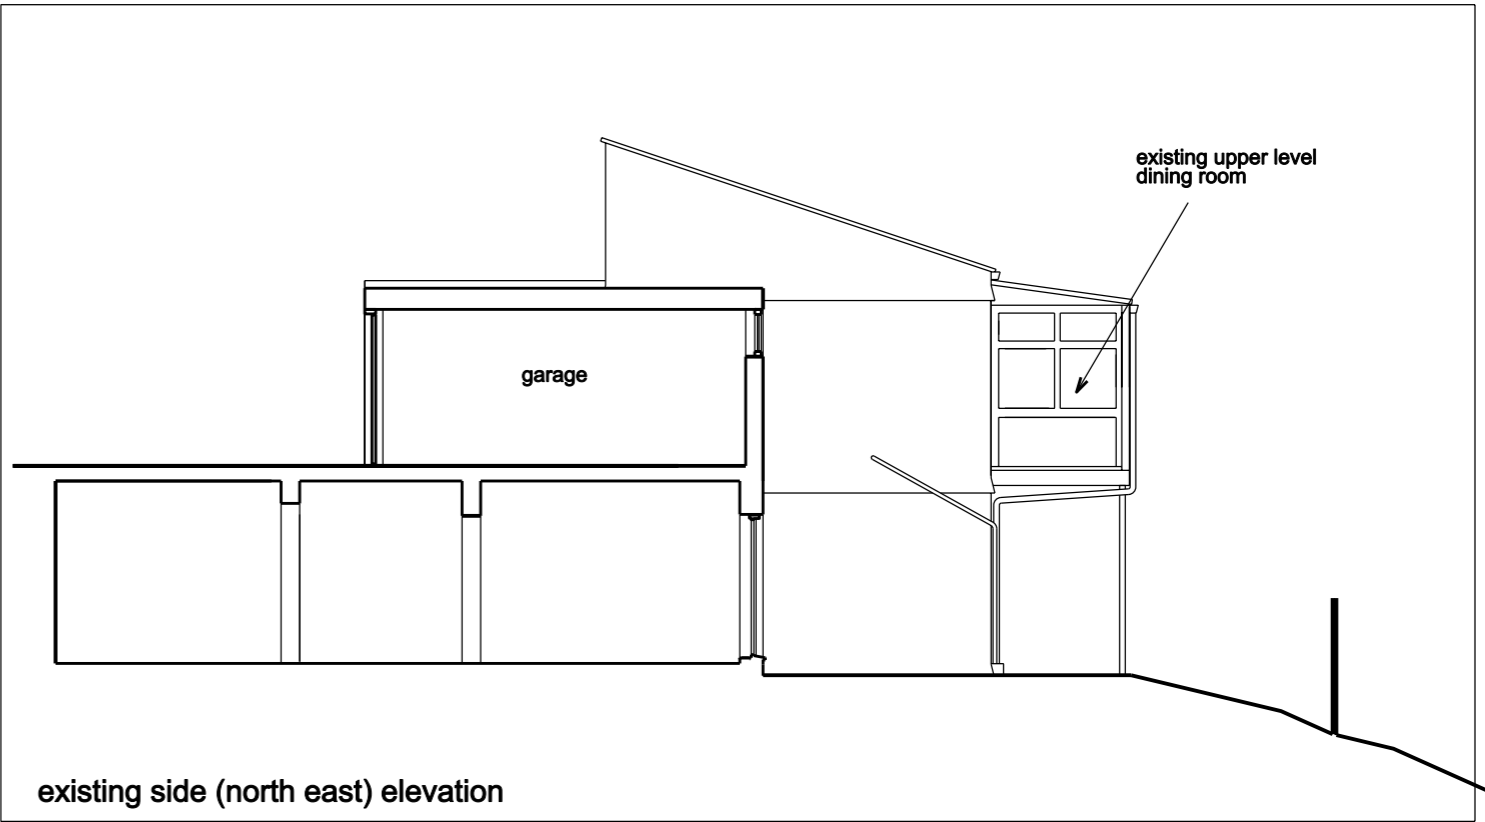 existing upper level
dining room
garage
existing side (north east) elevation